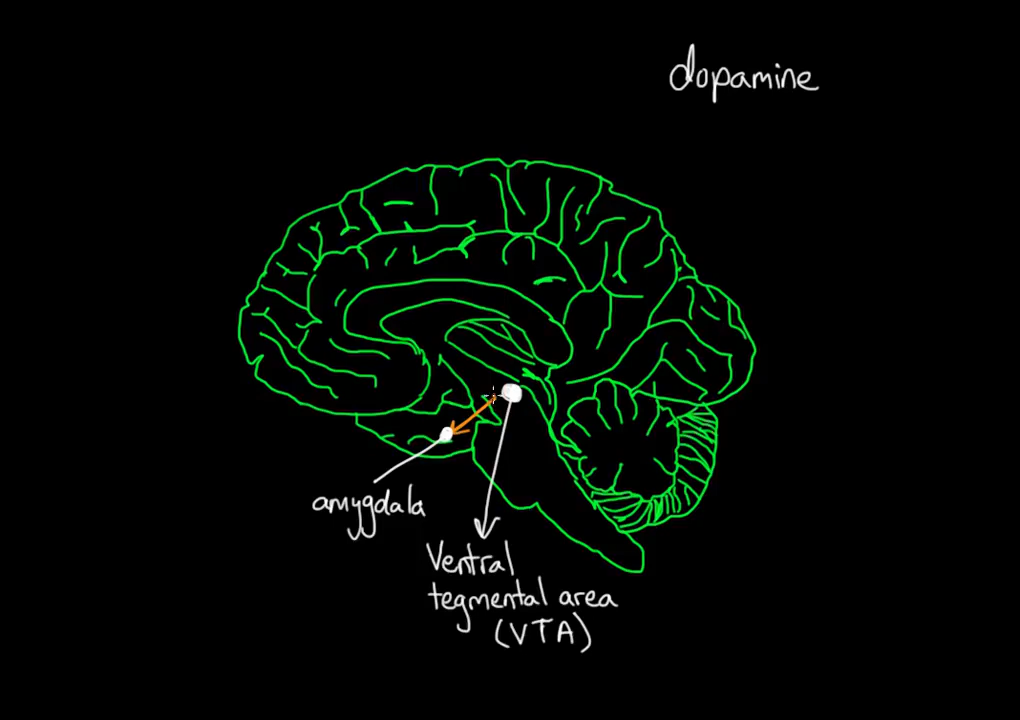 dopamine
amygdala
Ventral
tegmental area
(VTA)